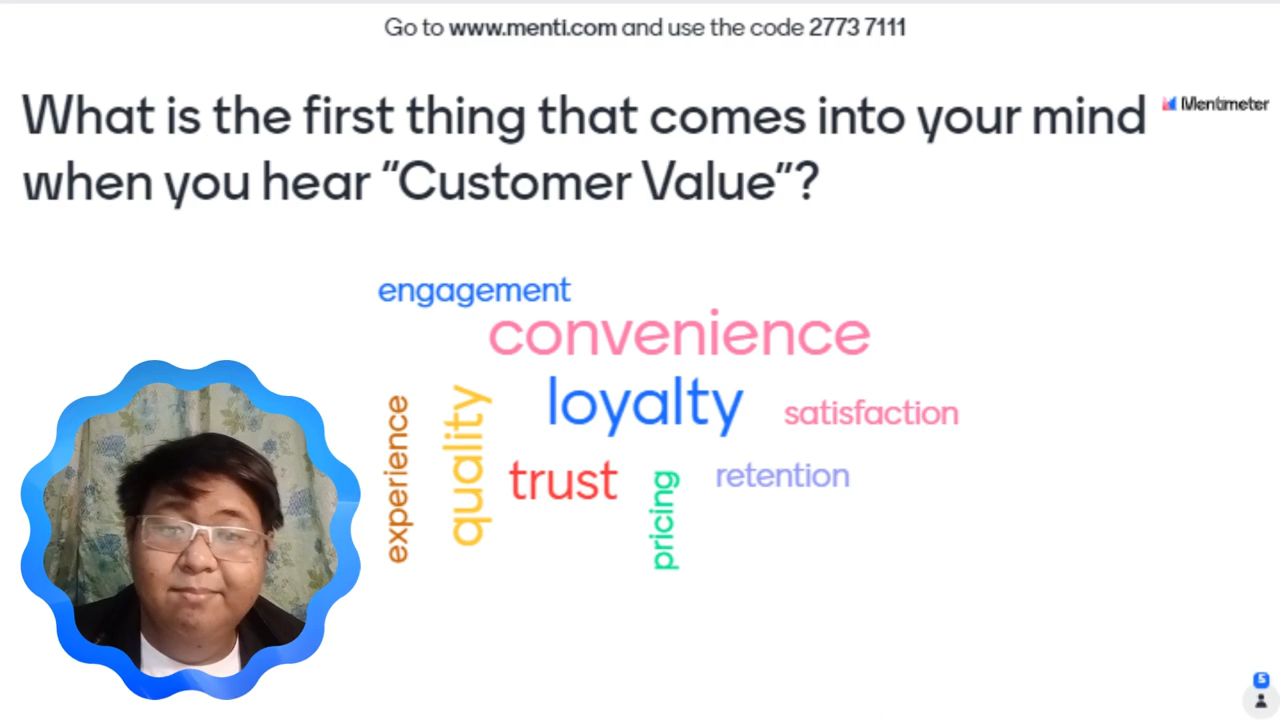 Go to www.menti.com and use the code 2773 7111
What is the first thing that comes into your mind
when you hear “Customer Value”?
Mentimeter
engagement
convenience
loyalty
satisfaction
experience
quality
trust
pricing
retention
5